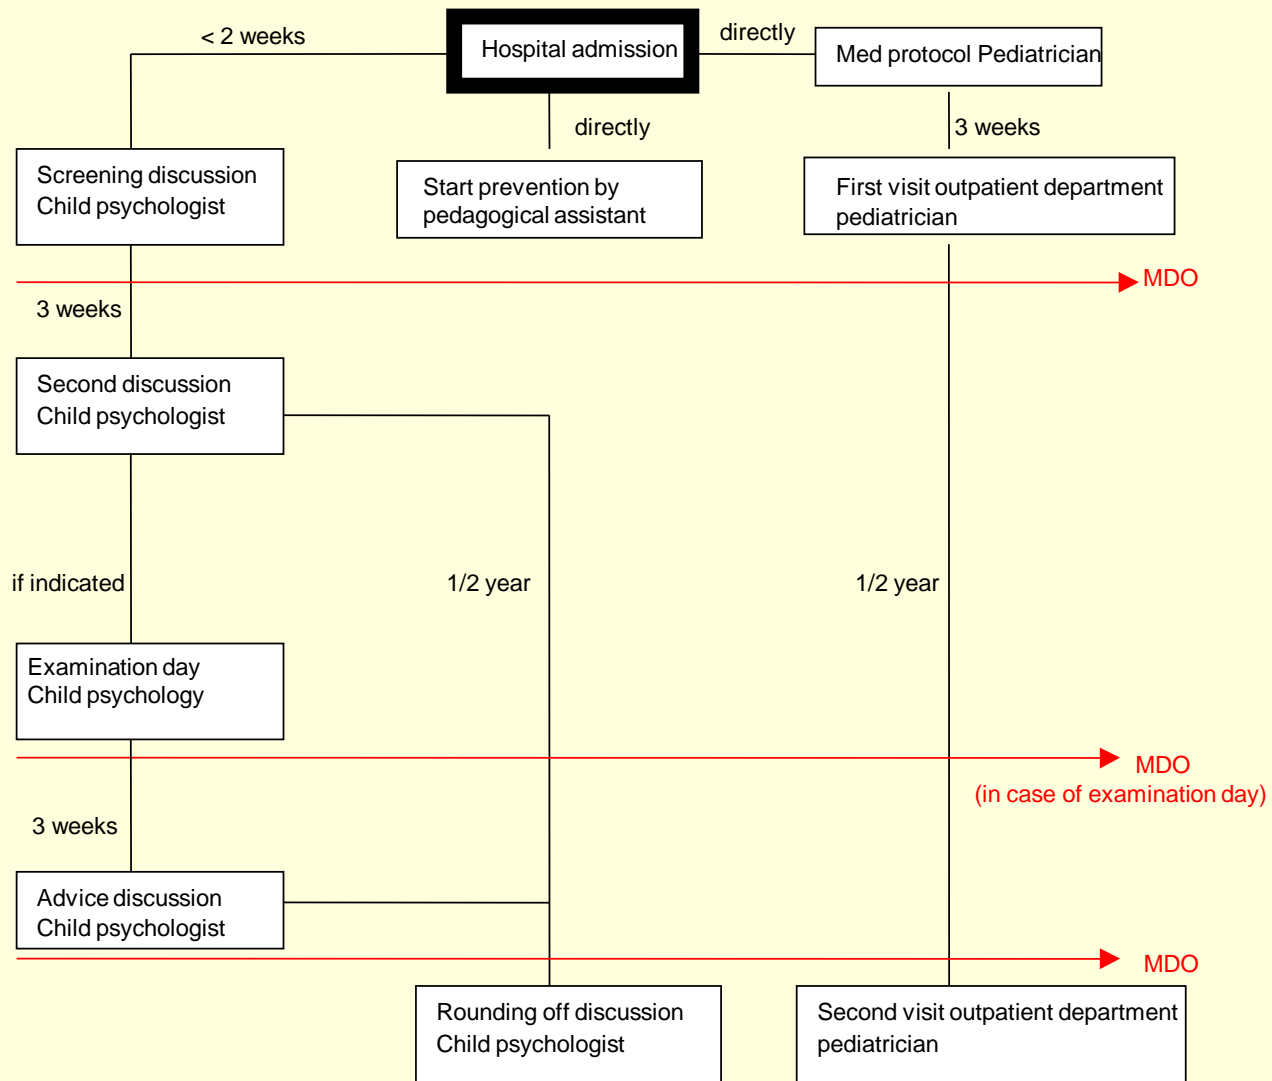 < 2 weeks
Hospital admission
directly
Med protocol Pediatrician
directly
3 weeks
Screening discussion
Child psychologist
Start prevention by
pedagogical assistant
First visit outpatient department
pediatrician
MDO
3 weeks
Second discussion
Child psychologist
if indicated
1/2 year
1/2 year
Examination day
Child psychology
MDO
(in case of examination day)
3 weeks
Advice discussion
Child psychologist
MDO
Rounding off discussion
Child psychologist
Second visit outpatient department
pediatrician